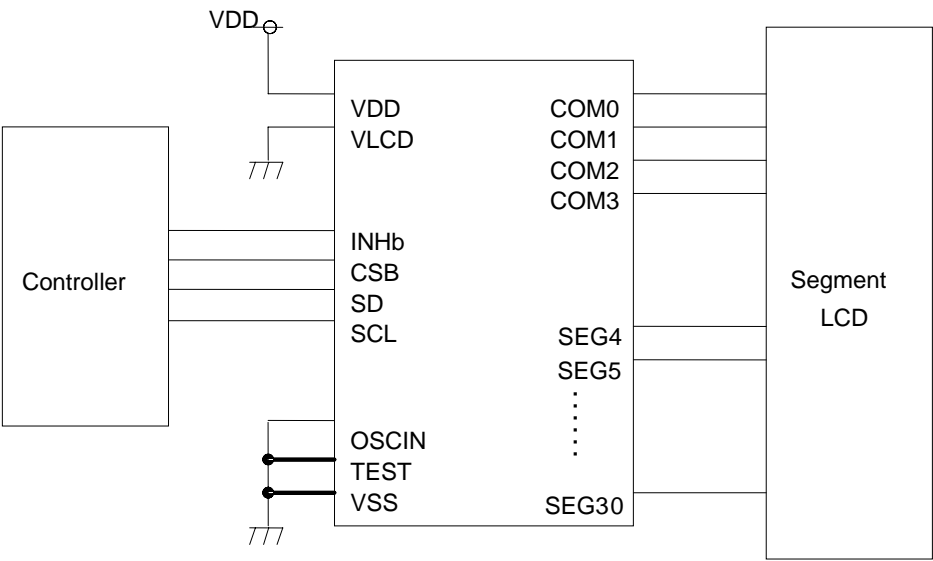 VDD
VDD
VLCD
INHb
CSB
SD
SCL
OSCIN
TEST
VSS
COM0
COM1
COM2
COM3
SEG4
SEG5
SEG30
Controller
Segment
LCD